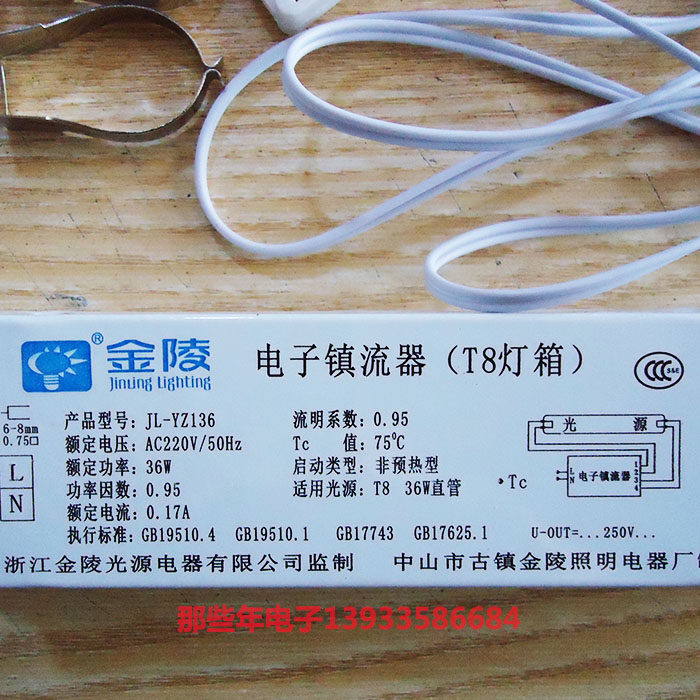 ® 金陵
Jinling Lighting
电子镇流器（T8灯箱）
S&E
6-8mm
0.75□
L
N
产品型号: JL-YZ136
额定电压: AC220V/50Hz
额定功率: 36W
功率因数: 0.95
额定电流: 0.17A
执行标准: GB19510.4 GB19510.1 GB17743 GB17625.1
流明系数: 0.95
Tc 值: 75℃
启动类型: 非预热型
适用光源: T8 36W直管
Tc
光 源
L
N
电子镇流器
1
2
3
4
U-OUT=...250V...
浙江金陵光源电器有限公司监制 中山市古镇金陵照明电器厂
那些年电子13933586684